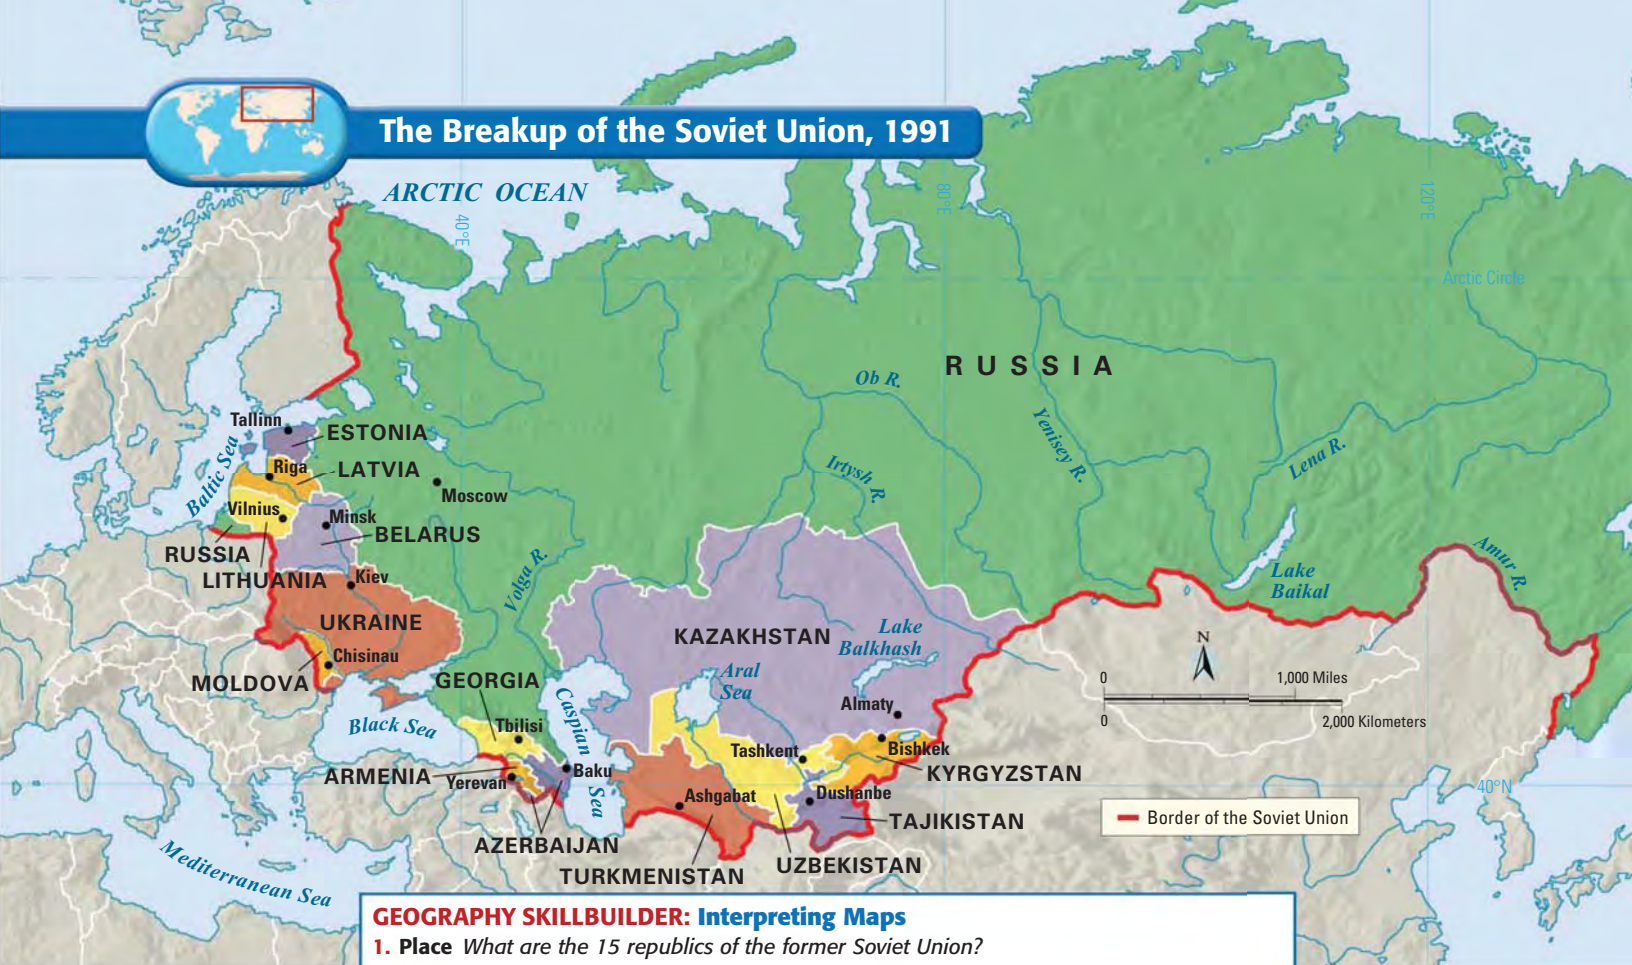 The Breakup of the Soviet Union, 1991
ARCTIC OCEAN
40°E
80°E
120°E
Arctic Circle
RUSSIA
Ob R.
Irtysh R.
Yenisey R.
Lena R.
Tallinn
ESTONIA
Baltic Sea
Riga
LATVIA
Moscow
Vilnius
Minsk
BELARUS
RUSSIA
LITHUANIA
Kiev
Volga R.
Amur R.
Lake
Baikal
UKRAINE
KAZAKHSTAN
Lake
Balkhash
Chisinau
MOLDOVA
GEORGIA
Aral
Sea
Almaty
N
0
1,000 Miles
0
2,000 Kilometers
Black Sea
Caspian Sea
Tbilisi
Tashkent
Bishkek
KYRGYZSTAN
ARMENIA
Yerevan
Baku
Ashgabat
Dushanbe
40°N
TAJIKISTAN
Border of the Soviet Union
AZERBAIJAN
TURKMENISTAN
UZBEKISTAN
Mediterranean Sea
GEOGRAPHY SKILLBUILDER: Interpreting Maps
1. Place What are the 15 republics of the former Soviet Union?